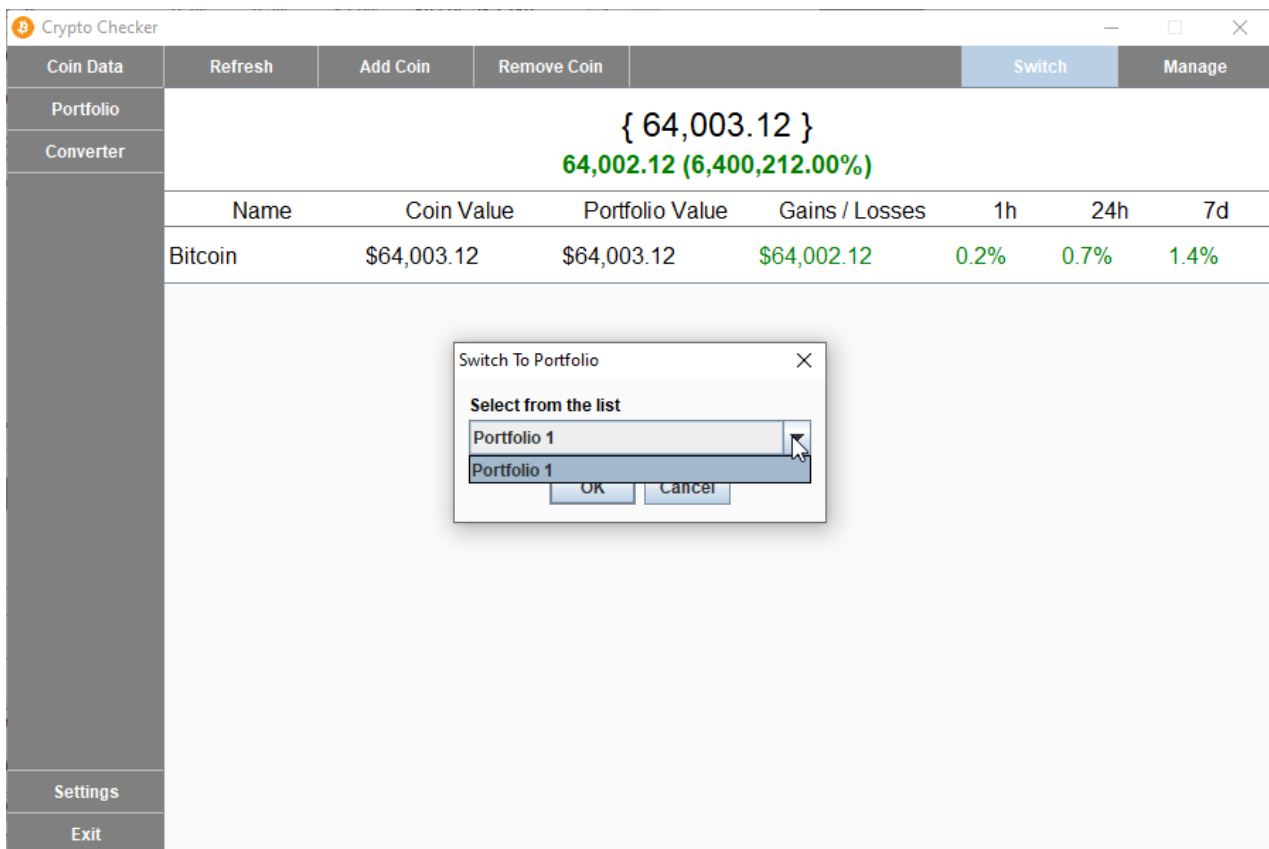 Crypto Checker
Coin Data Refresh Add Coin Remove Coin Switch Manage
Portfolio
Converter
{ 64,003.12 }
64,002.12 (6,400,212.00%)
Name Coin Value Portfolio Value Gains / Losses 1h 24h 7d
Bitcoin $64,003.12 $64,003.12 $64,002.12 0.2% 0.7% 1.4%
Switch To Portfolio
Select from the list
Portfolio 1
Portfolio 1
OK Cancel
Settings
Exit